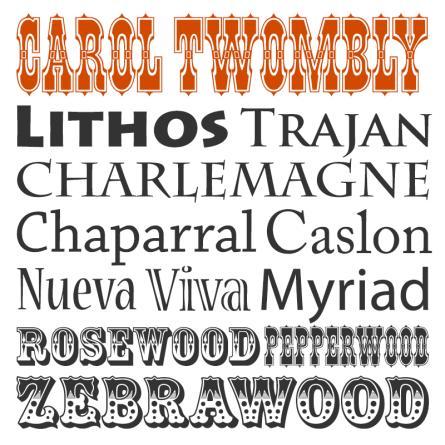 CAROL TWOMBLY
LITHOS TRAJAN
CHARLEMAGNE
Chaparral Caslon
Nueva Viva Myriad
ROSEWOOD PEPPERWOOD
ZEBRAWOOD